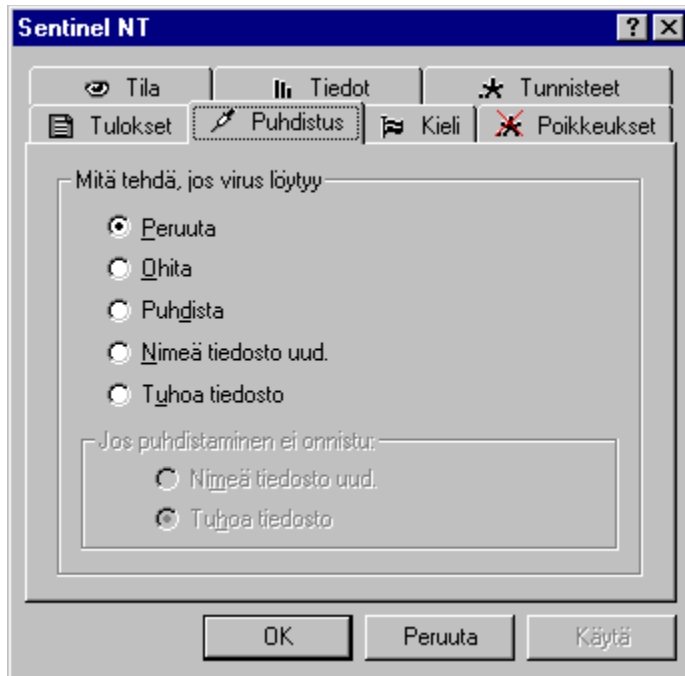 Sentinel NT
Tila Tiedot Tunnisteet
Tulokset Puhdistus Kieli Poikkeukset
Mitä tehdä, jos virus löytyy
Peruuta
Ohita
Puhdista
Nimeä tiedosto uud.
Tuhoa tiedosto
Jos puhdistaminen ei onnistu:
Nimeä tiedosto uud.
Tuhoa tiedosto
OK Peruuta Käytä